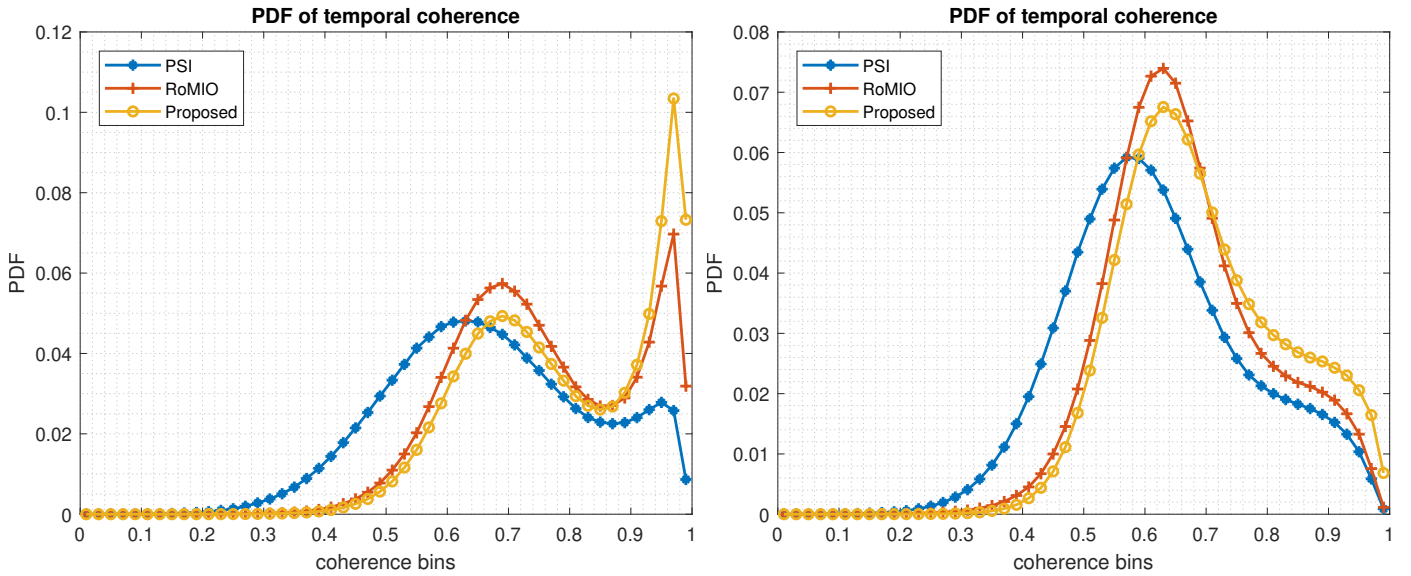 PDF of temporal coherence
PSI
RoMIO
Proposed
0.12
0.1
0.08
0.06
0.04
0.02
0
PDF
0 0.1 0.2 0.3 0.4 0.5 0.6 0.7 0.8 0.9 1
coherence bins
PDF of temporal coherence
PSI
RoMIO
Proposed
0.08
0.07
0.06
0.05
0.04
0.03
0.02
0.01
0
PDF
0 0.1 0.2 0.3 0.4 0.5 0.6 0.7 0.8 0.9 1
coherence bins